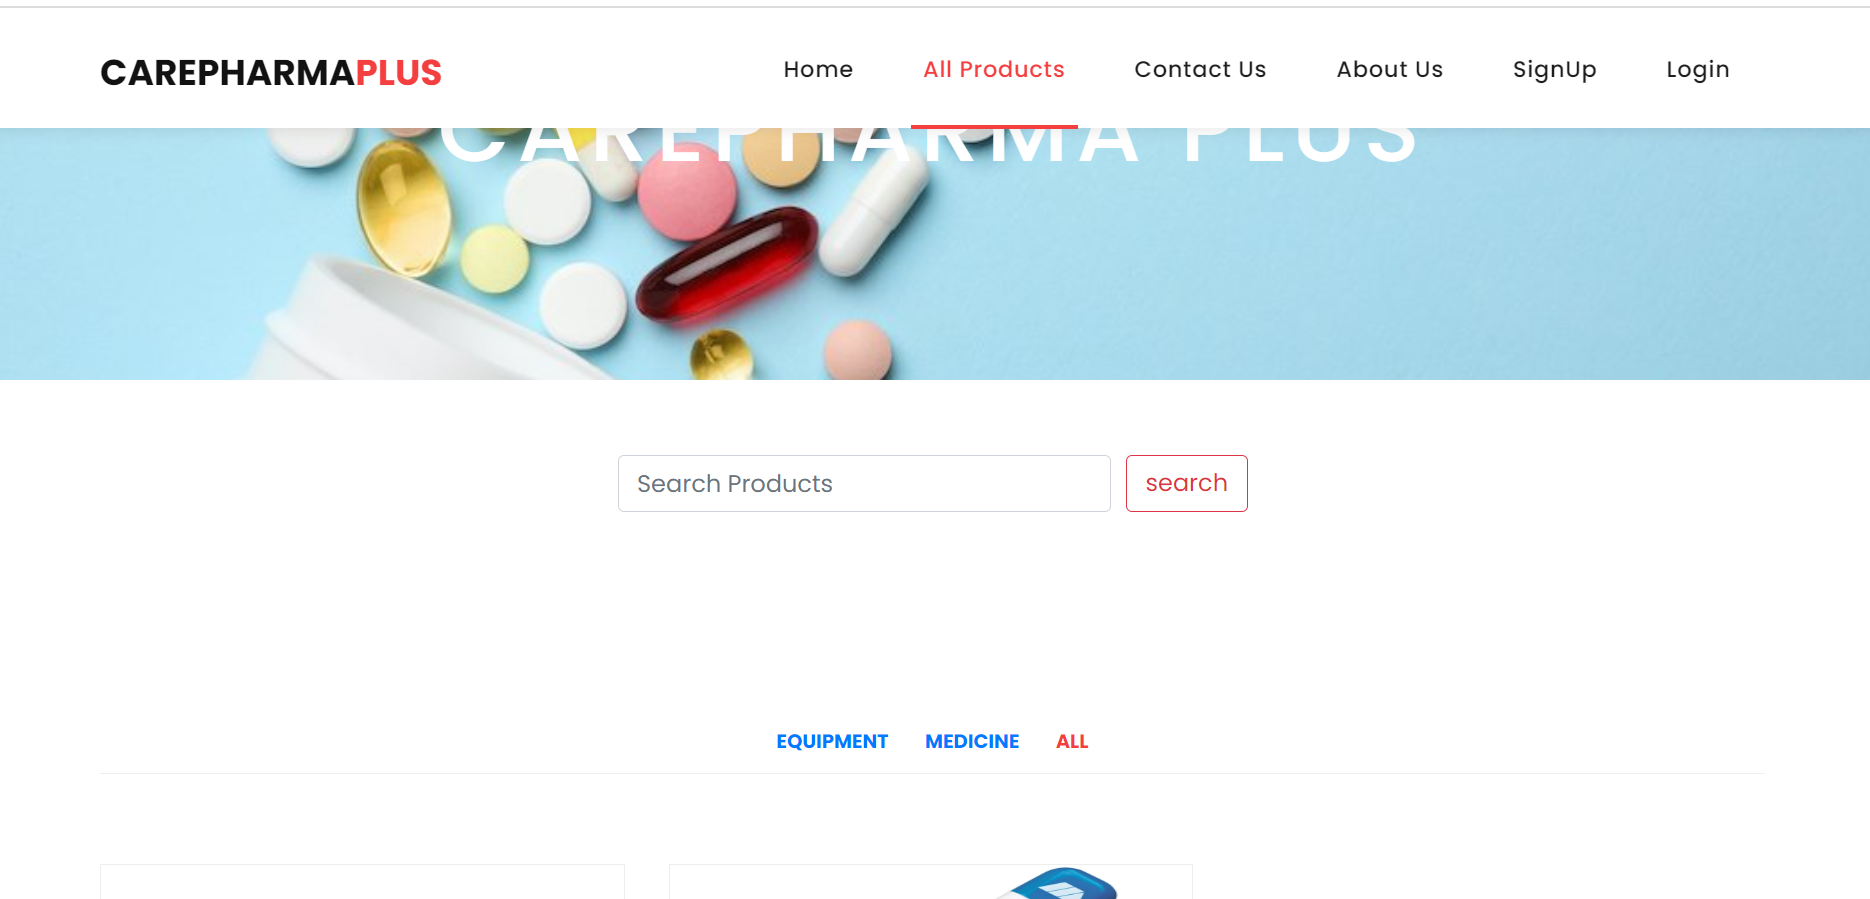 CAREPHARMAPLUS
Home All Products Contact Us About Us SignUp Login
CAREPHARMA PLUS
Search Products search
EQUIPMENT MEDICINE ALL